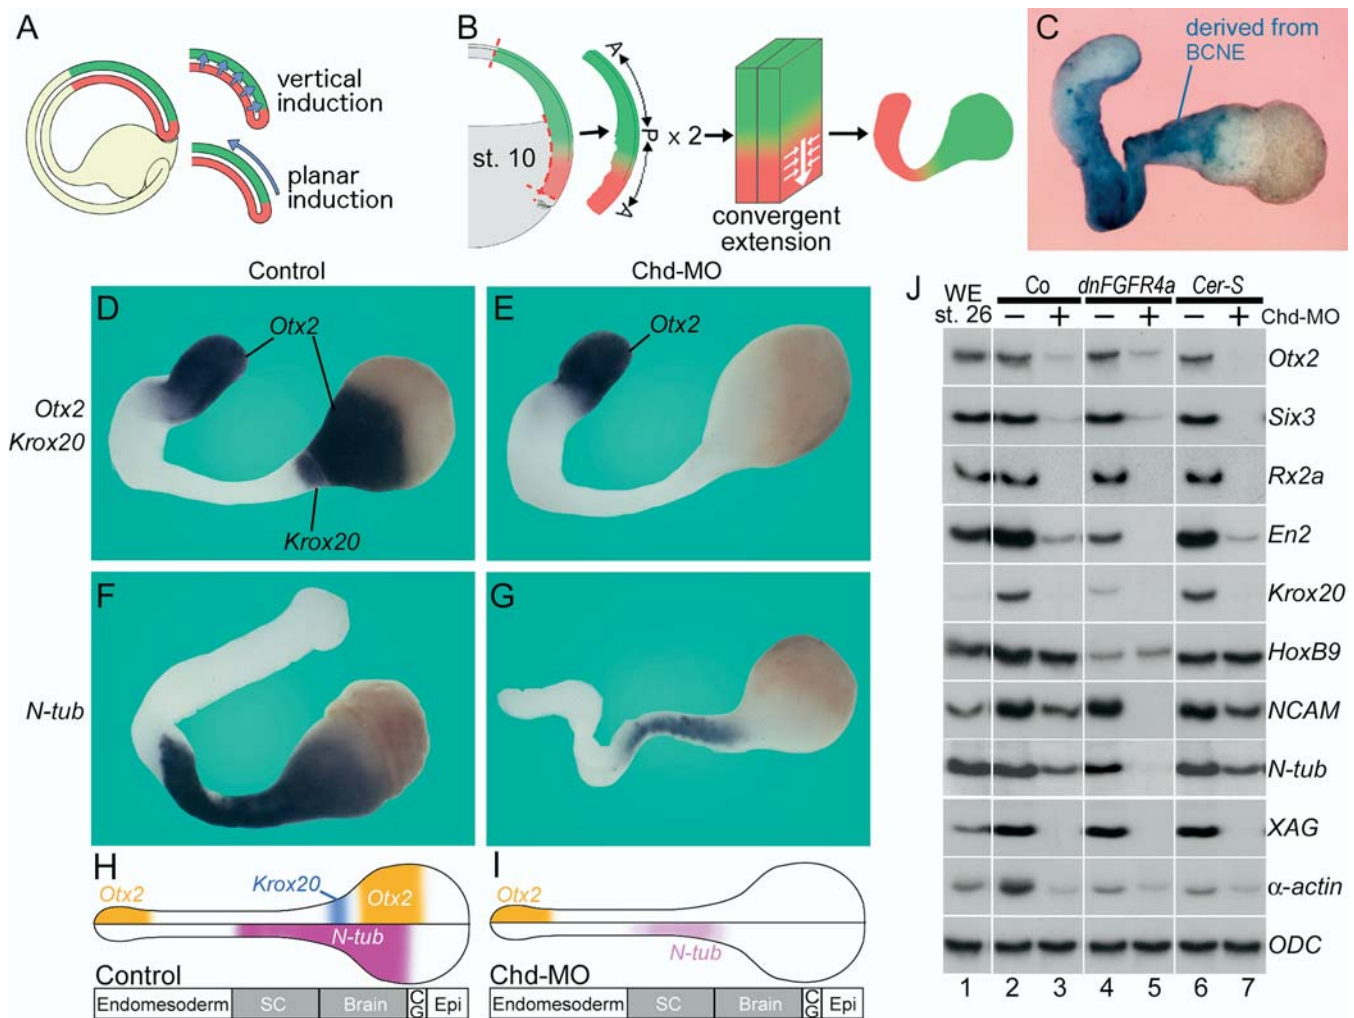 A
vertical
induction
planar
induction
B
st. 10
A
P
A
x 2
convergent
extension
C
derived from
BCNE
Control
Chd-MO
Otx2
Krox20
D
Otx2
Krox20
E
Otx2
N-tub
F
G
H
Otx2
Krox20
Otx2
N-tub
Control
Endomesoderm SC Brain CG Epi
I
Otx2
N-tub
Chd-MO
Endomesoderm SC Brain CG Epi
J
WE Co dnFGFR4a Cer-S
st. 26 − + − + − + Chd-MO
Otx2
Six3
Rx2a
En2
Krox20
HoxB9
NCAM
N-tub
XAG
α-actin
ODC
1 2 3 4 5 6 7